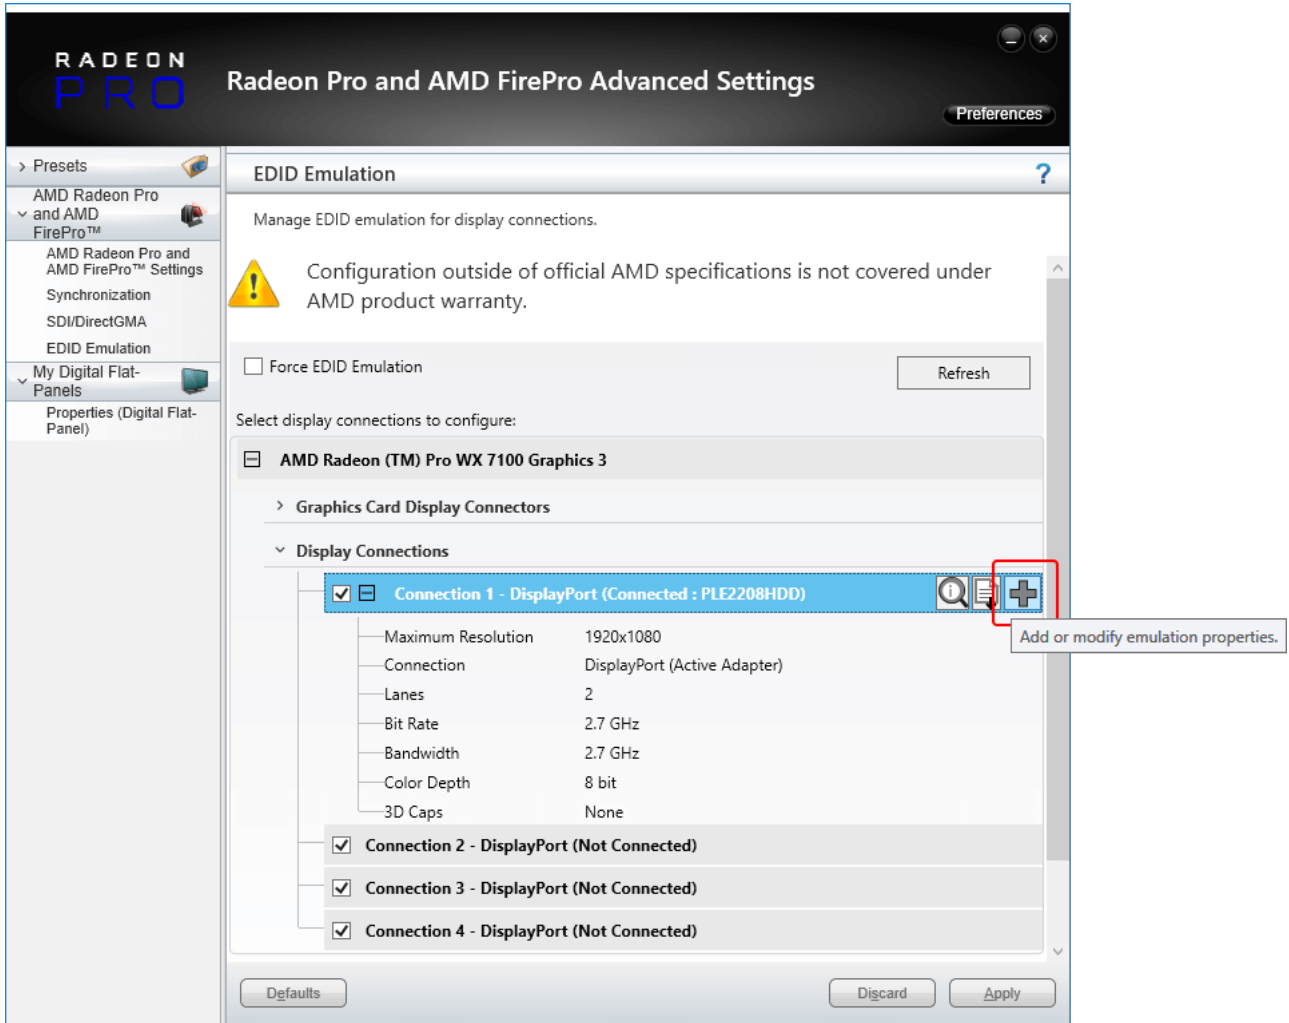 RADEON
PRO
Radeon Pro and AMD FirePro Advanced Settings
Preferences
Presets
AMD Radeon Pro
and AMD
FirePro™
AMD Radeon Pro and
AMD FirePro™ Settings
Synchronization
SDI/DirectGMA
EDID Emulation
My Digital Flat-
Panels
Properties (Digital Flat-
Panel)
EDID Emulation
?
Manage EDID emulation for display connections.
Configuration outside of official AMD specifications is not covered under
AMD product warranty.
Force EDID Emulation
Refresh
Select display connections to configure:
AMD Radeon (TM) Pro WX 7100 Graphics 3
Graphics Card Display Connectors
Display Connections
Connection 1 - DisplayPort (Connected : PLE2208HDD)
Add or modify emulation properties.
Maximum Resolution 1920x1080
Connection DisplayPort (Active Adapter)
Lanes 2
Bit Rate 2.7 GHz
Bandwidth 2.7 GHz
Color Depth 8 bit
3D Caps None
Connection 2 - DisplayPort (Not Connected)
Connection 3 - DisplayPort (Not Connected)
Connection 4 - DisplayPort (Not Connected)
Defaults
Discard
Apply